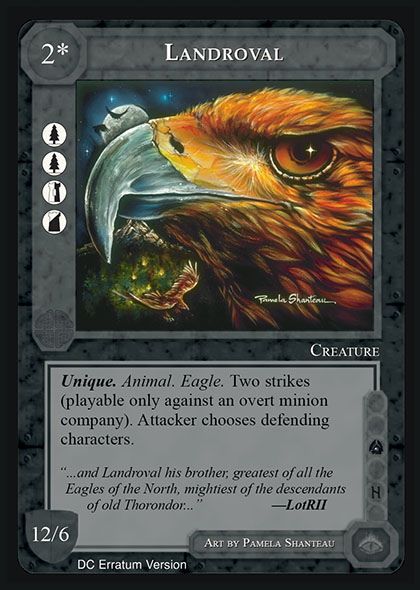 2*
LANDROVAL
Pamela Shanteau
CREATURE
Unique. Animal. Eagle. Two strikes
(playable only against an overt minion
company). Attacker chooses defending
characters.
“...and Landroval his brother, greatest of all the
Eagles of the North, mightiest of the descendants
of old Thorondor...” —LotRII
12/6
ART BY PAMELA SHANTEAU
DC Erratum Version